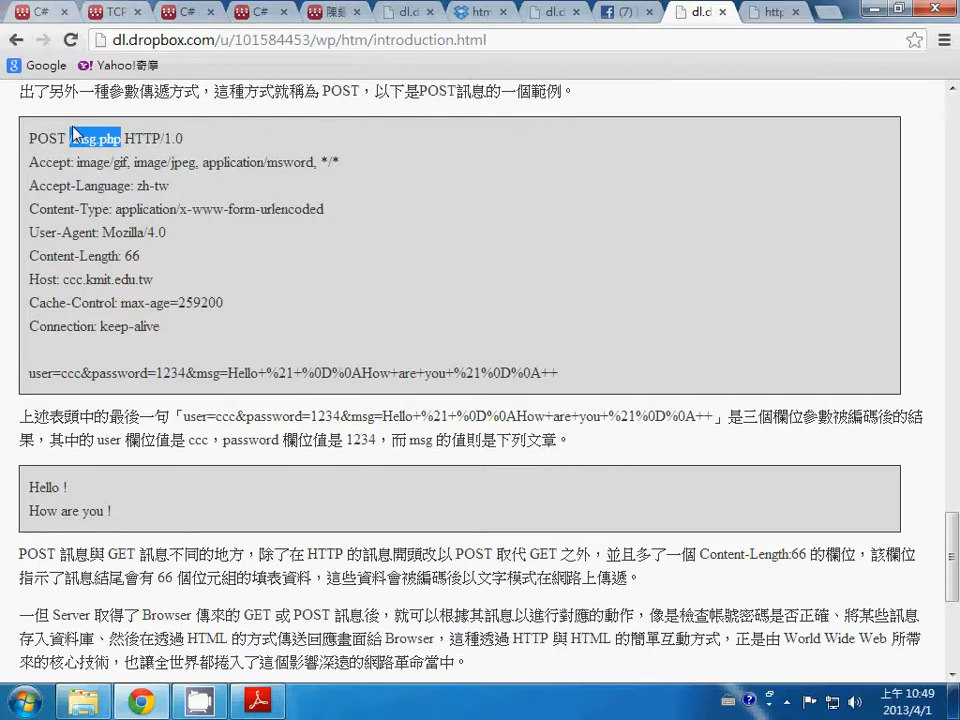 C#
TCP
C#
C#
陳鍾
dl.d
htm
dl.d
(7)
dl.d
http
dl.dropbox.com/u/101584453/wp/htm/introduction.html
Google
Yahoo!奇摩
出了另外一種參數傳遞方式，這種方式就稱為 POST，以下是POST訊息的一個範例。
POST /msg.php HTTP/1.0
Accept: image/gif, image/jpeg, application/msword, */*
Accept-Language: zh-tw
Content-Type: application/x-www-form-urlencoded
User-Agent: Mozilla/4.0
Content-Length: 66
Host: ccc.kmit.edu.tw
Cache-Control: max-age=259200
Connection: keep-alive
user=ccc&password=1234&msg=Hello+%21+%0D%0AHow+are+you+%21%0D%0A++
上述表頭中的最後一句「user=ccc&password=1234&msg=Hello+%21+%0D%0AHow+are+you+%21%0D%0A++」是三個欄位參數被編碼後的結
果，其中的 user 欄位值是 ccc，password 欄位值是 1234，而 msg 的值則是下列文章。
Hello !
How are you !
POST 訊息與 GET 訊息不同的地方，除了在 HTTP 的訊息開頭改以 POST 取代 GET 之外，並且多了一個 Content-Length:66 的欄位，該欄位
指示了訊息結尾會有 66 個位元組的填表資料，這些資料會被編碼後以文字模式在網路上傳遞。
一但 Server 取得了 Browser 傳來的 GET 或 POST 訊息後，就可以根據其訊息以進行對應的動作，像是檢查帳號密碼是否正確、將某些訊息
存入資料庫、然後在透過 HTML 的方式傳送回應畫面給 Browser，這種透過 HTTP 與 HTML 的簡單互動方式，正是由 World Wide Web 所帶
來的核心技術，也讓全世界都捲入了這個影響深遠的網路革命當中。
上午 10:49
2013/4/1